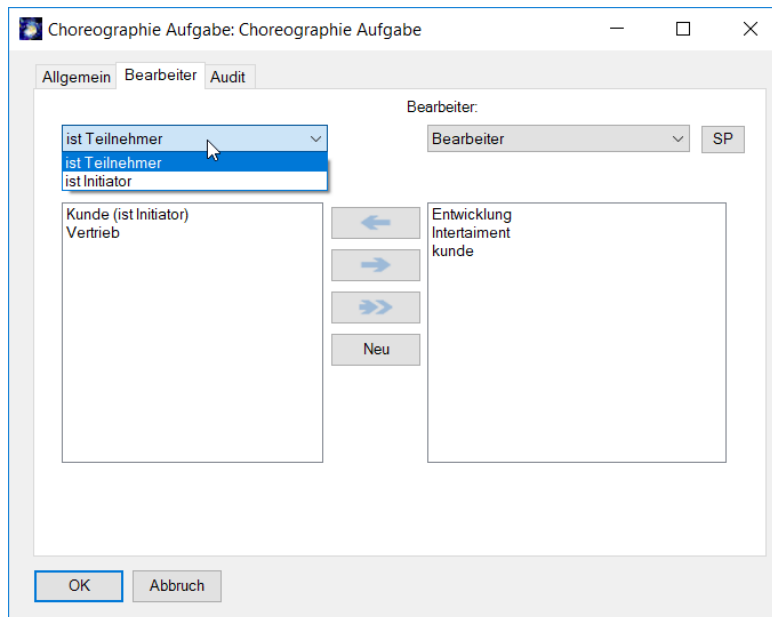 Choreographie Aufgabe: Choreographie Aufgabe
Allgemein Bearbeiter Audit
Bearbeiter:
ist Teilnehmer
Bearbeiter
SP
ist Teilnehmer
ist Initiator
Kunde (ist Initiator)
Vertrieb
Entwicklung
Intertaiment
kunde
Neu
OK
Abbruch